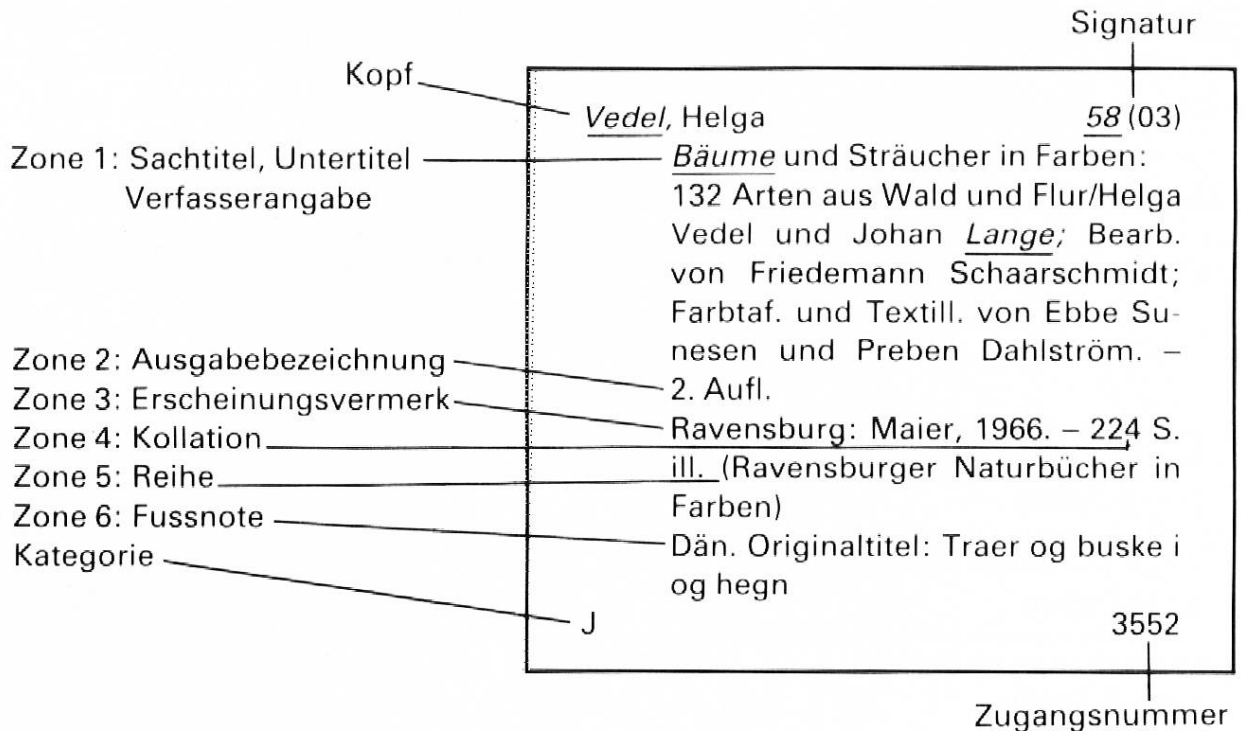 Signatur
Kopf
Vedel, Helga 58 (03)
Zone 1: Sachtitel, Untertitel
Verfasserangabe
Bäume und Sträucher in Farben:
132 Arten aus Wald und Flur/Helga
Vedel und Johan Lange; Bearb.
von Friedemann Schaarschmidt;
Farbtaf. und Textill. von Ebbe Su-
nesen und Preben Dahlström. –
2. Aufl.
Ravensburg: Maier, 1966. – 224 S.
ill. (Ravensburger Naturbücher in
Farben)
Dän. Originaltitel: Traer og buske i
og hegn
J 3552
Zone 2: Ausgabebezeichnung
Zone 3: Erscheinungsvermerk
Zone 4: Kollation
Zone 5: Reihe
Zone 6: Fussnote
Kategorie
Zugangsnummer